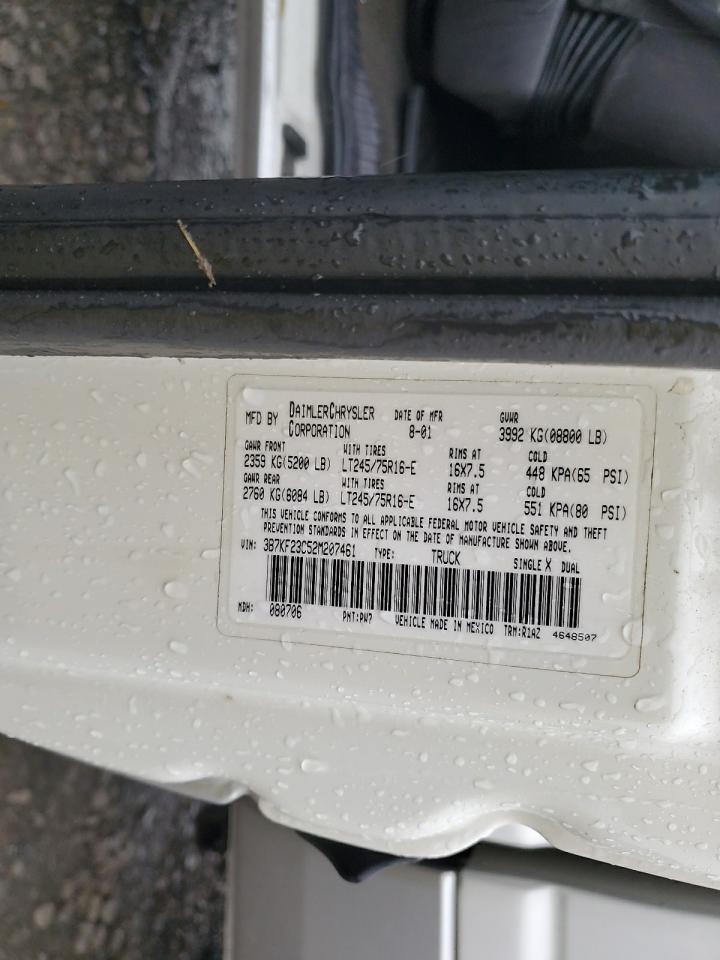 MFD BY DAIMLERCHRYSLER CORPORATION DATE OF MFR 8-01 GVWR 3992 KG(08800 LB)
GAWR FRONT WITH TIRES RIMS AT COLD
2359 KG(5200 LB) LT245/75R16-E 16X7.5 448 KPA(65 PSI)
GAWR REAR WITH TIRES RIMS AT COLD
2760 KG(6084 LB) LT245/75R16-E 16X7.5 551 KPA(80 PSI)
THIS VEHICLE CONFORMS TO ALL APPLICABLE FEDERAL MOTOR VEHICLE SAFETY AND THEFT
PREVENTION STANDARDS IN EFFECT ON THE DATE OF MANUFACTURE SHOWN ABOVE.
VIN: 3B7KF23C52M207461 TYPE: TRUCK SINGLE X DUAL
MDH: 080706 PNT:PW7 VEHICLE MADE IN MEXICO TRM:R1AZ 4648507